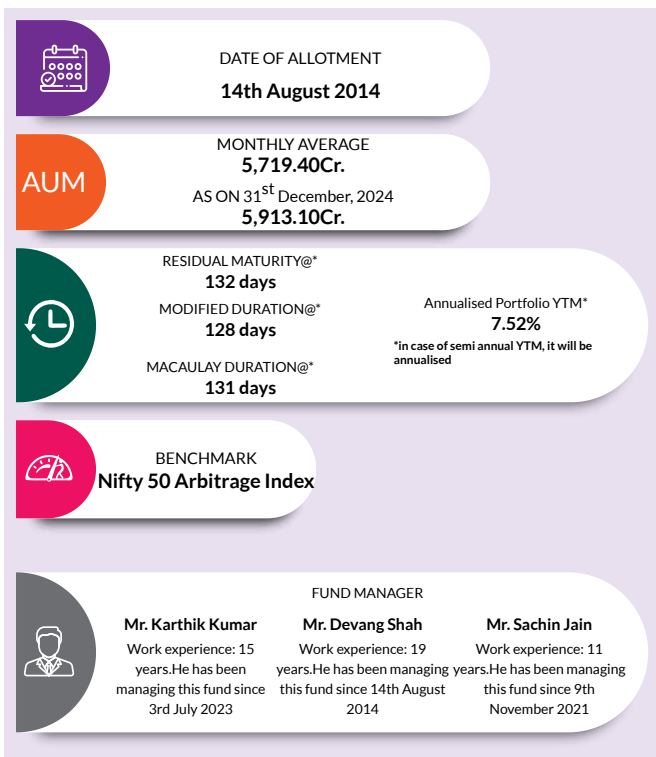 DATE OF ALLOTMENT
14th August 2014
AUM
MONTHLY AVERAGE
5,719.40Cr.
AS ON 31st December, 2024
5,913.10Cr.
RESIDUAL MATURITY@*
132 days
MODIFIED DURATION@*
128 days
MACAULAY DURATION@*
131 days
Annualised Portfolio YTM*
7.52%
*in case of semi annual YTM, it will be
annualised
BENCHMARK
Nifty 50 Arbitrage Index
FUND MANAGER
Mr. Karthik Kumar
Work experience: 15
years.He has been
managing this fund since
3rd July 2023
Mr. Devang Shah
Work experience: 19
years.He has been managing
this fund since 14th August
2014
Mr. Sachin Jain
Work experience: 11
years.He has been managing
this fund since 9th
November 2021